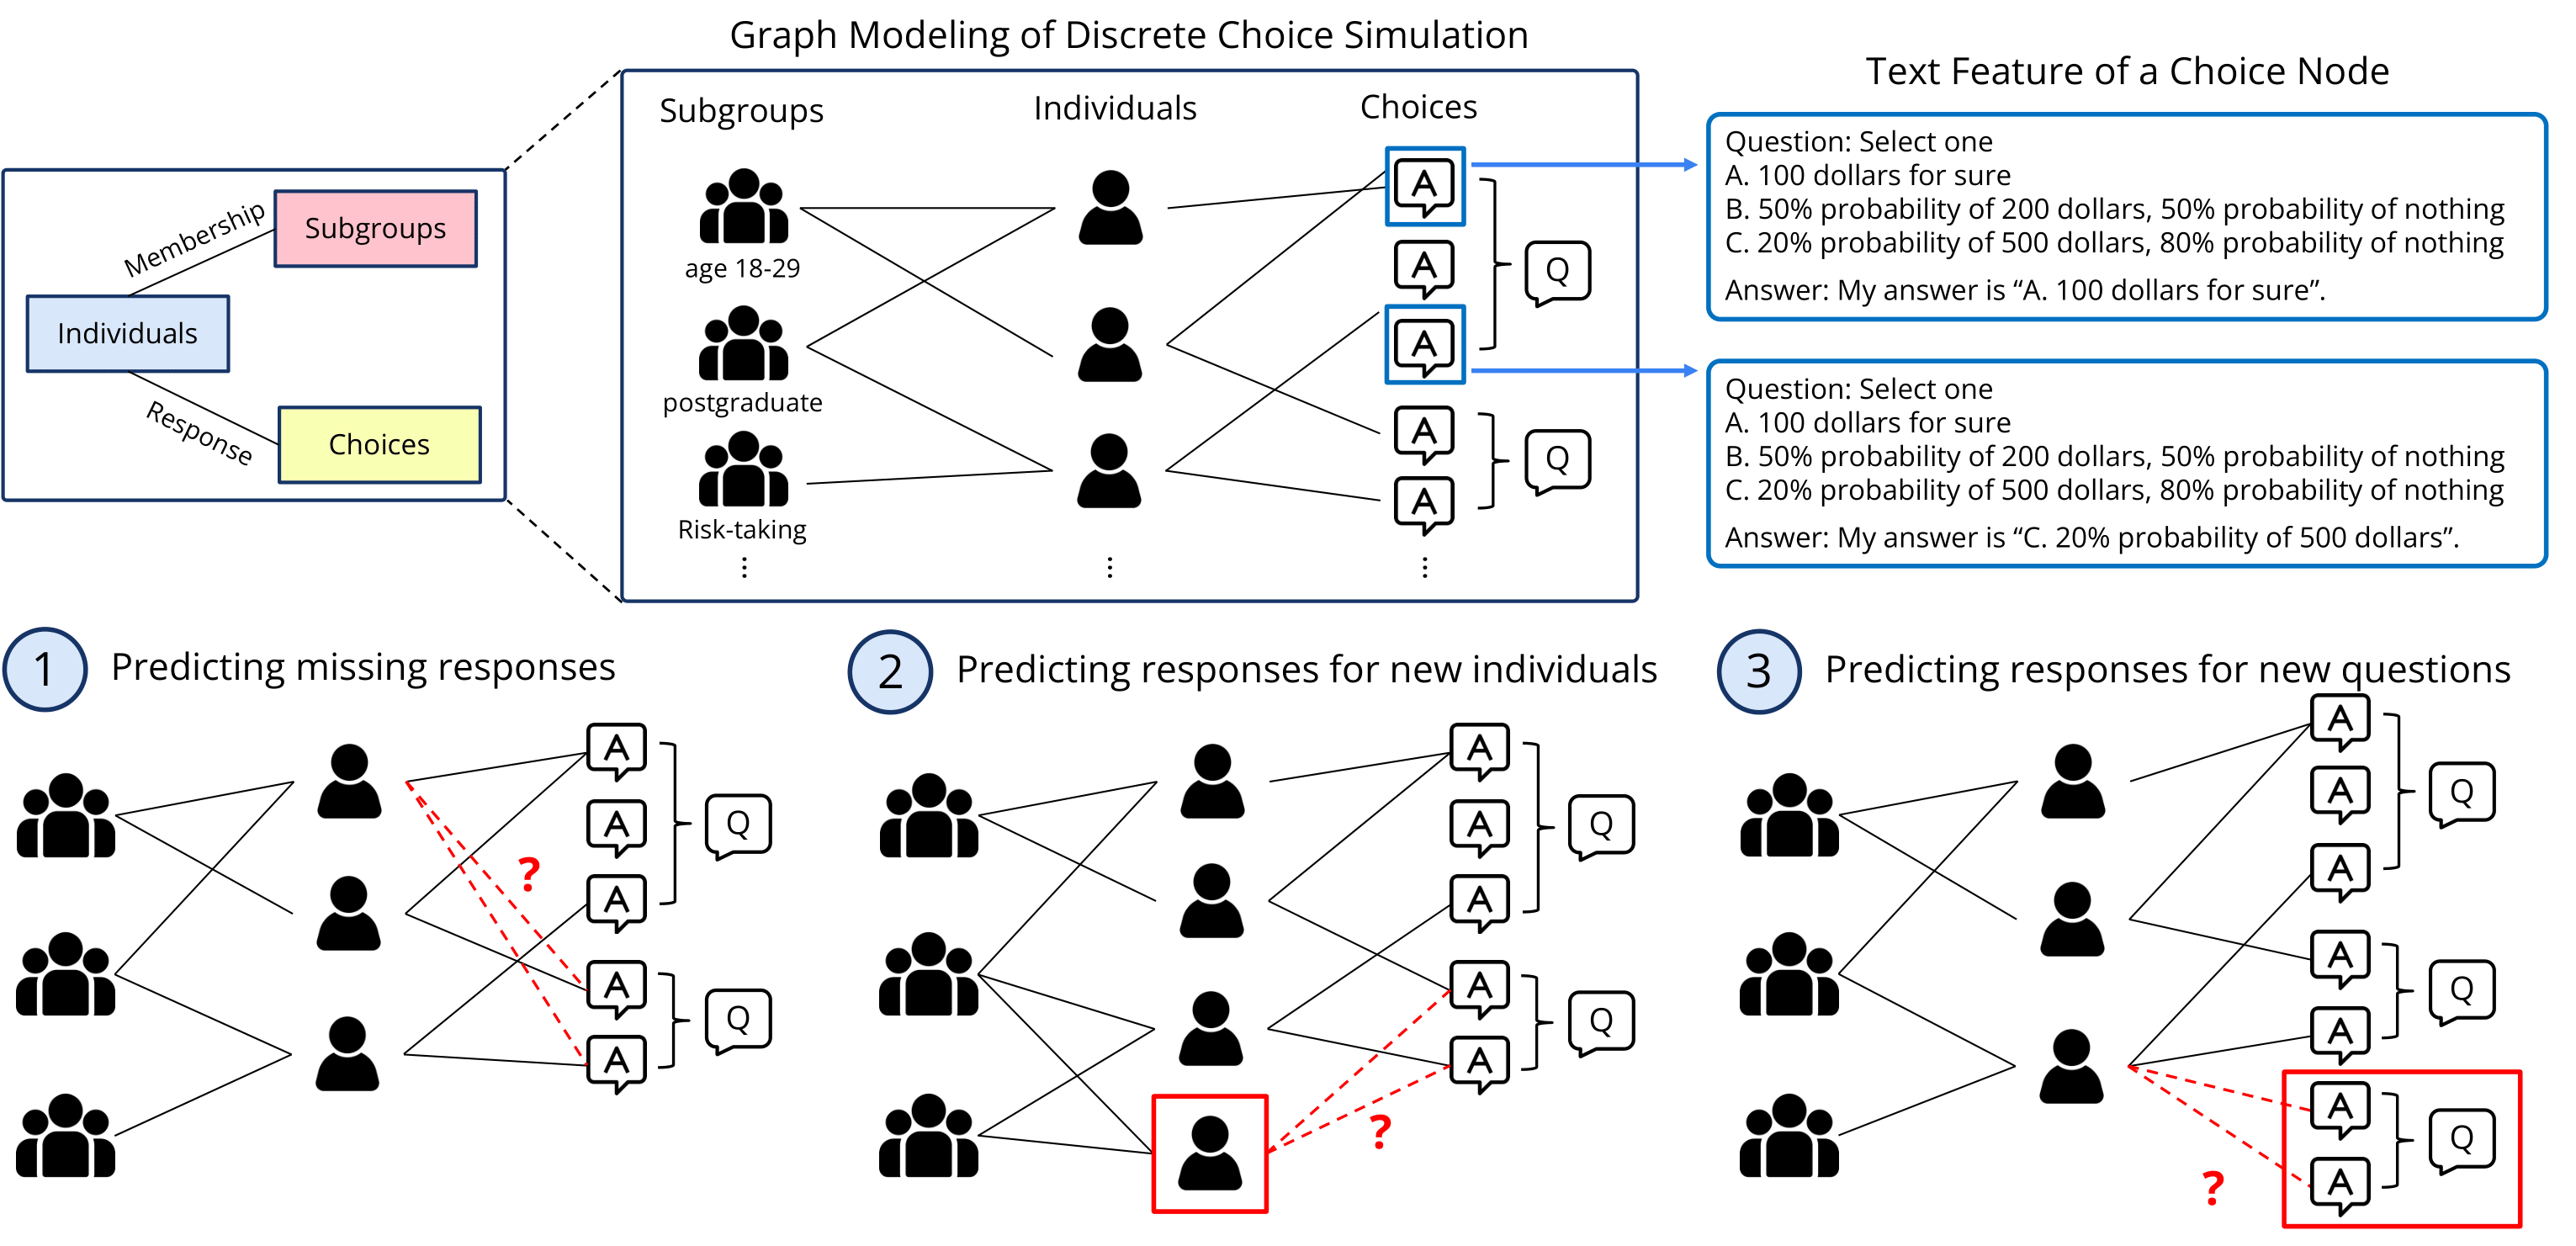 Graph Modeling of Discrete Choice Simulation
Membership
Subgroups
Individuals
Response
Choices
Subgroups
Individuals
Choices
age 18-29
postgraduate
Risk-taking
⋮
⋮
⋮
A
A
A
Q
A
A
Q
Text Feature of a Choice Node
Question: Select one
A. 100 dollars for sure
B. 50% probability of 200 dollars, 50% probability of nothing
C. 20% probability of 500 dollars, 80% probability of nothing
Answer: My answer is “A. 100 dollars for sure”.
Question: Select one
A. 100 dollars for sure
B. 50% probability of 200 dollars, 50% probability of nothing
C. 20% probability of 500 dollars, 80% probability of nothing
Answer: My answer is “C. 20% probability of 500 dollars”.
1 Predicting missing responses
A
A
Q
?
A
A
Q
A
2 Predicting responses for new individuals
A
A
Q
A
A
Q
A
?
3 Predicting responses for new questions
A
A
Q
A
A
Q
A
A
Q
A
?